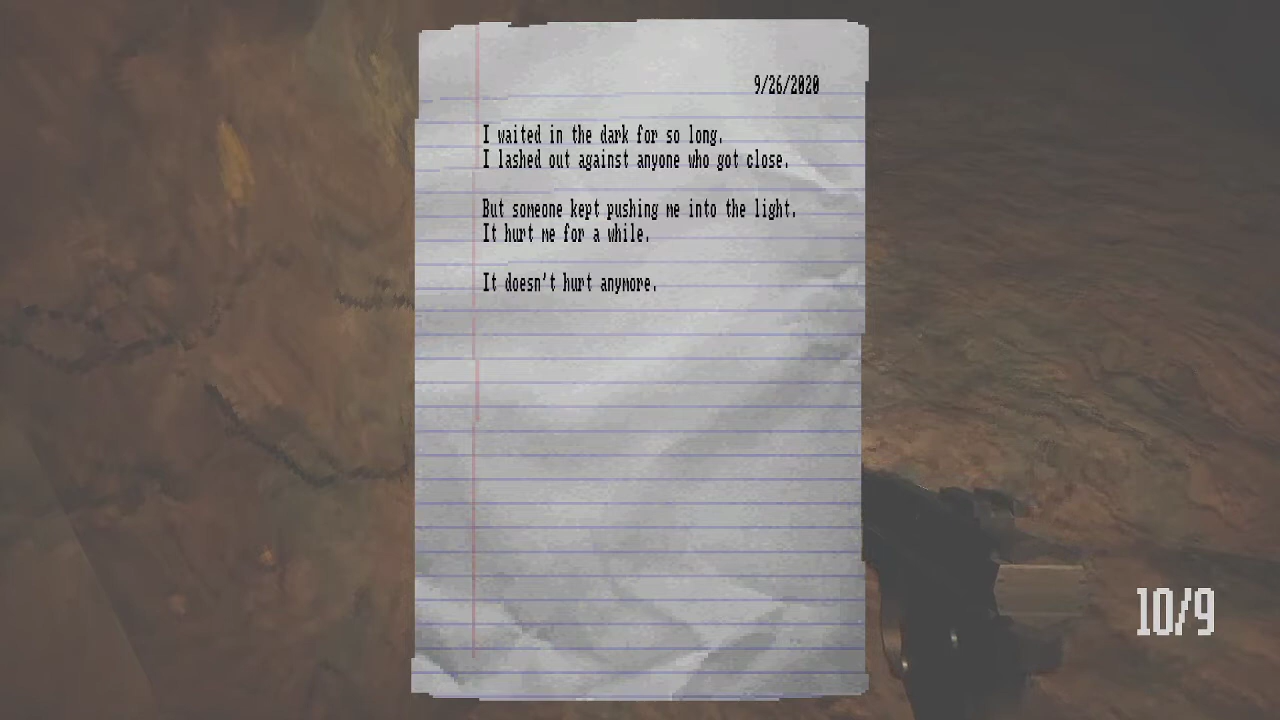 9/26/2020
I waited in the dark for so long.
I lashed out against anyone who got close.
But someone kept pushing me into the light.
It hurt me for a while.
It doesn't hurt anymore.
10/9